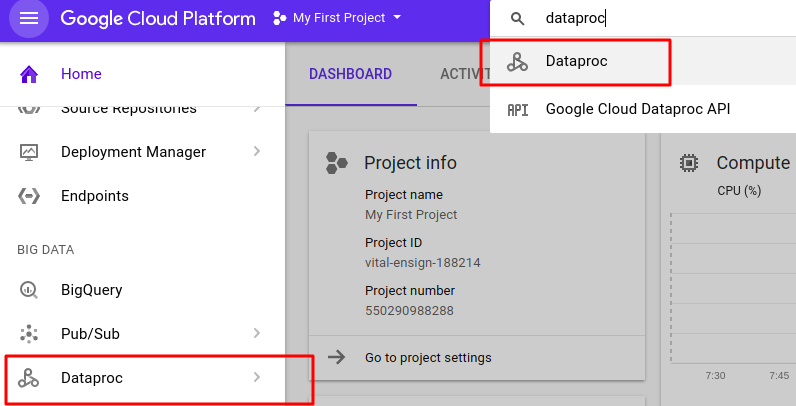 Google Cloud Platform
My First Project
dataproc
Dataproc
Google Cloud Dataproc API
API
Home
Source Repositories
Deployment Manager
Endpoints
BIG DATA
BigQuery
Pub/Sub
Dataproc
DASHBOARD
ACTIVIT
Project info
Project name
My First Project
Project ID
vital-ensign-188214
Project number
550290988288
Go to project settings
Compute
CPU (%)
7:30
7:45